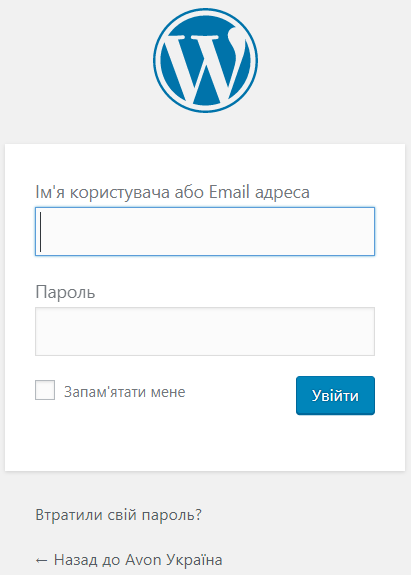 Ім'я користувача або Email адреса
Пароль
Запам'ятати мене
Увійти
Втратили свій пароль?
← Назад до Avon Україна